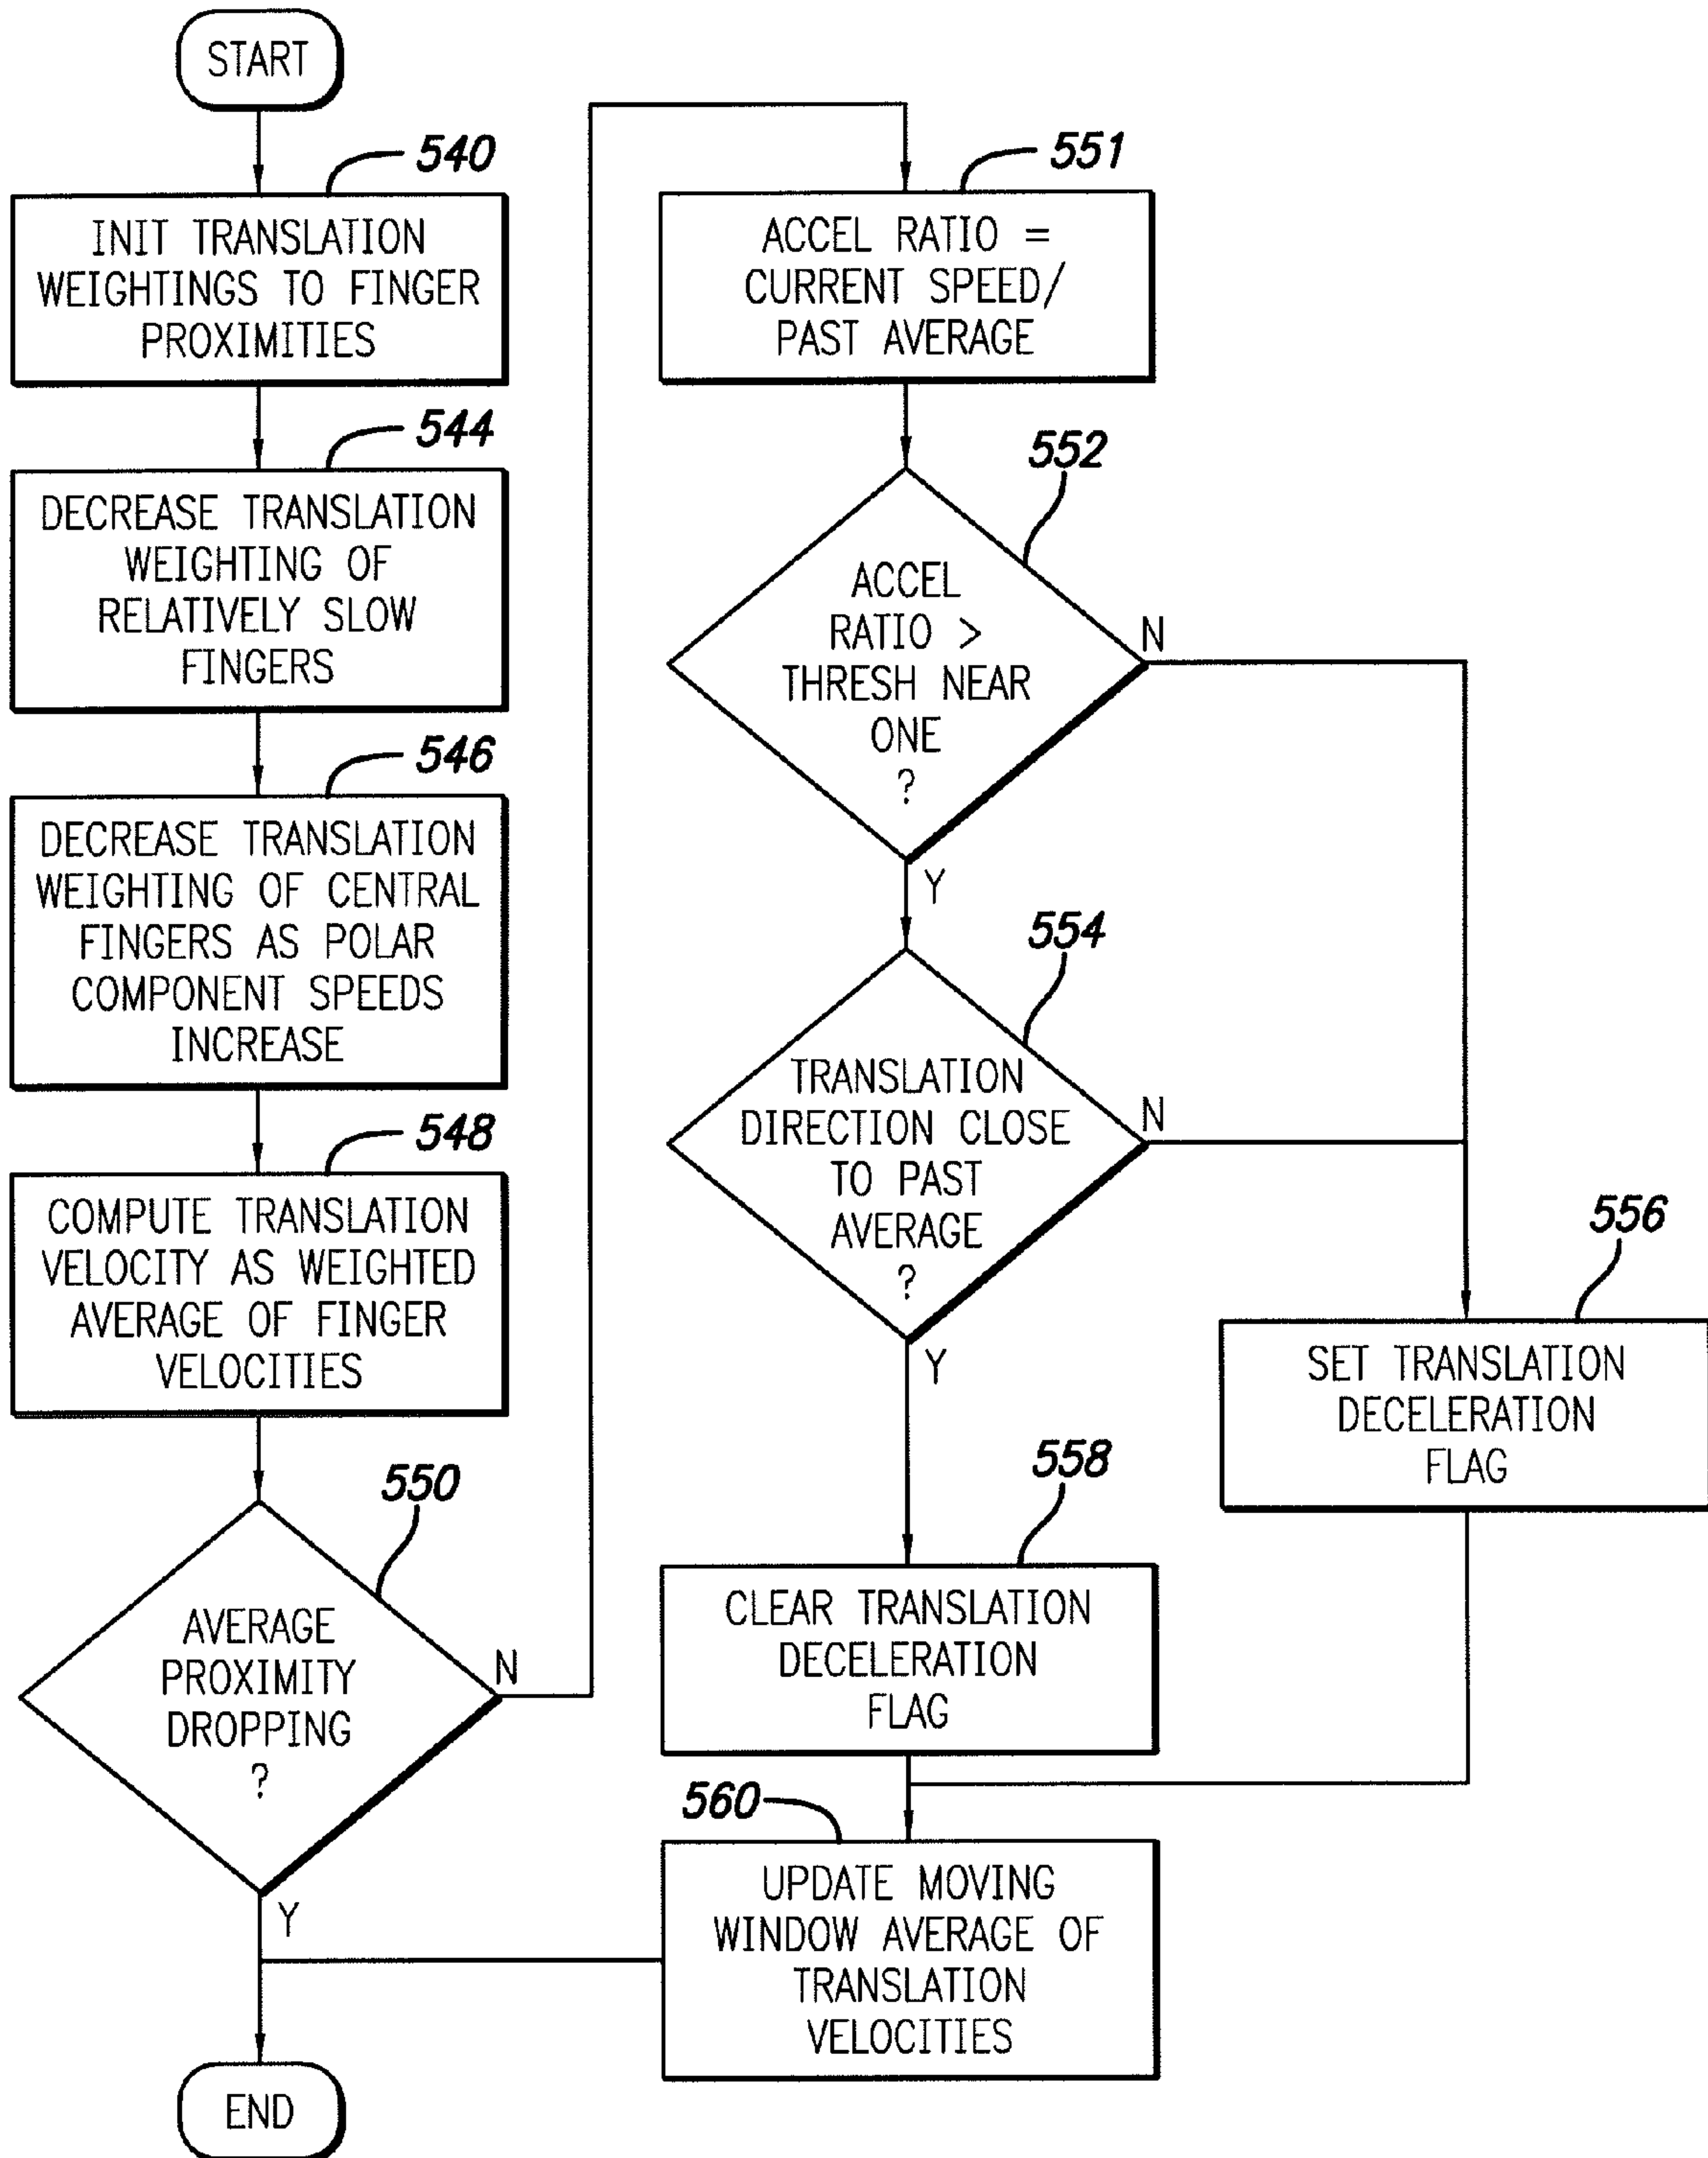 START
540
INIT TRANSLATION
WEIGHTINGS TO FINGER
PROXIMITIES
544
DECREASE TRANSLATION
WEIGHTING OF
RELATIVELY SLOW
FINGERS
546
DECREASE TRANSLATION
WEIGHTING OF CENTRAL
FINGERS AS POLAR
COMPONENT SPEEDS
INCREASE
548
COMPUTE TRANSLATION
VELOCITY AS WEIGHTED
AVERAGE OF FINGER
VELOCITIES
550
AVERAGE
PROXIMITY
DROPPING
?
N
Y
END
551
ACCEL RATIO =
CURRENT SPEED/
PAST AVERAGE
552
ACCEL
RATIO >
THRESH NEAR
ONE
?
N
Y
554
TRANSLATION
DIRECTION CLOSE
TO PAST
AVERAGE
?
N
Y
556
SET TRANSLATION
DECELERATION
FLAG
558
CLEAR TRANSLATION
DECELERATION
FLAG
560
UPDATE MOVING
WINDOW AVERAGE OF
TRANSLATION
VELOCITIES